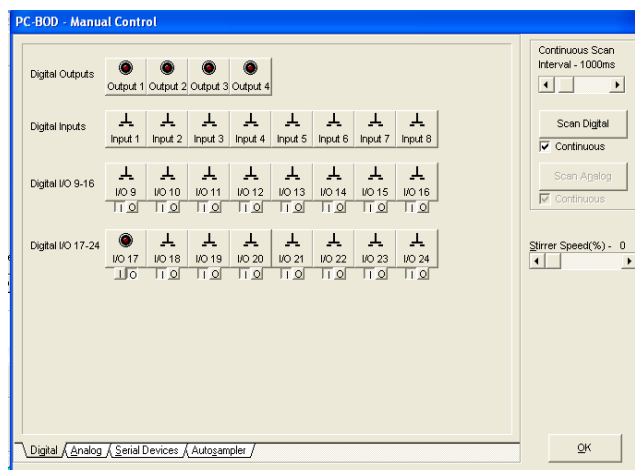 PC-BOD - Manual Control
Digital Outputs
Output 1 Output 2 Output 3 Output 4
Digital Inputs
Input 1 Input 2 Input 3 Input 4 Input 5 Input 6 Input 7 Input 8
Digital I/O 9-16
I/O 9 I/O 10 I/O 11 I/O 12 I/O 13 I/O 14 I/O 15 I/O 16
I O I O I O I O I O I O I O I O
Digital I/O 17-24
I/O 17 I/O 18 I/O 19 I/O 20 I/O 21 I/O 22 I/O 23 I/O 24
I O I O I O I O I O I O I O I O
Digital Analog Serial Devices Autosampler
Continuous Scan
Interval - 1000ms
Scan Digital
Continuous
Scan Analog
Continuous
Stirrer Speed(%) - 0
OK